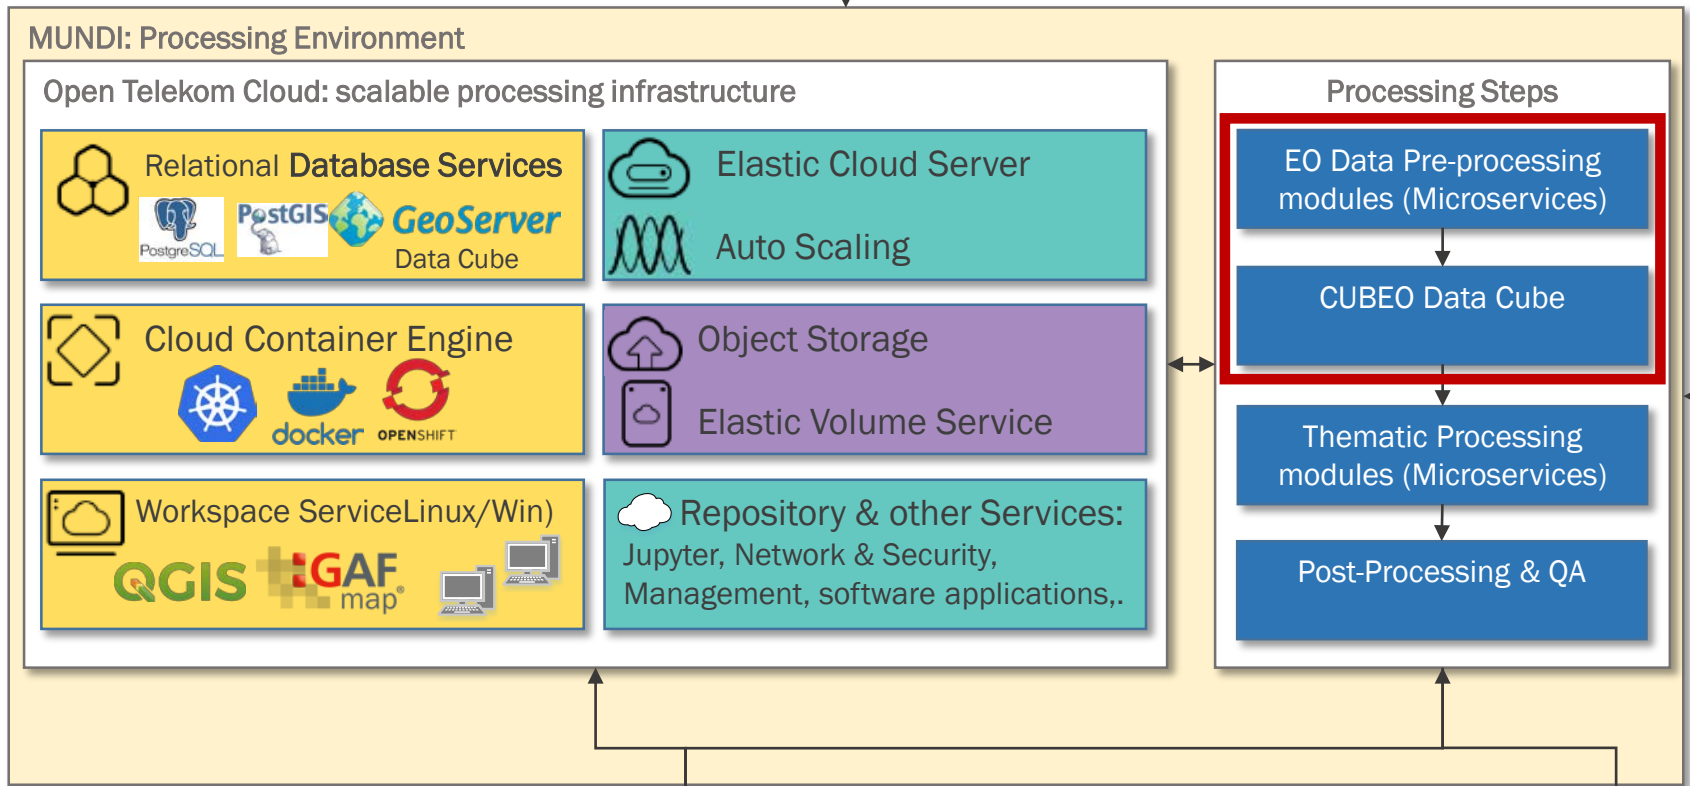 MUNDI: Processing Environment
Open Telekom Cloud: scalable processing infrastructure
Relational Database Services
PostgreSQL
PostGIS
GeoServer
Data Cube
Elastic Cloud Server
Auto Scaling
Cloud Container Engine
docker
OPENSHIFT
Object Storage
Elastic Volume Service
Workspace ServiceLinux/Win)
QGIS
GAF
map®
Repository & other Services:
Jupyter, Network & Security,
Management, software applications,.
Processing Steps
EO Data Pre-processing
modules (Microservices)
CUBEO Data Cube
Thematic Processing
modules (Microservices)
Post-Processing & QA